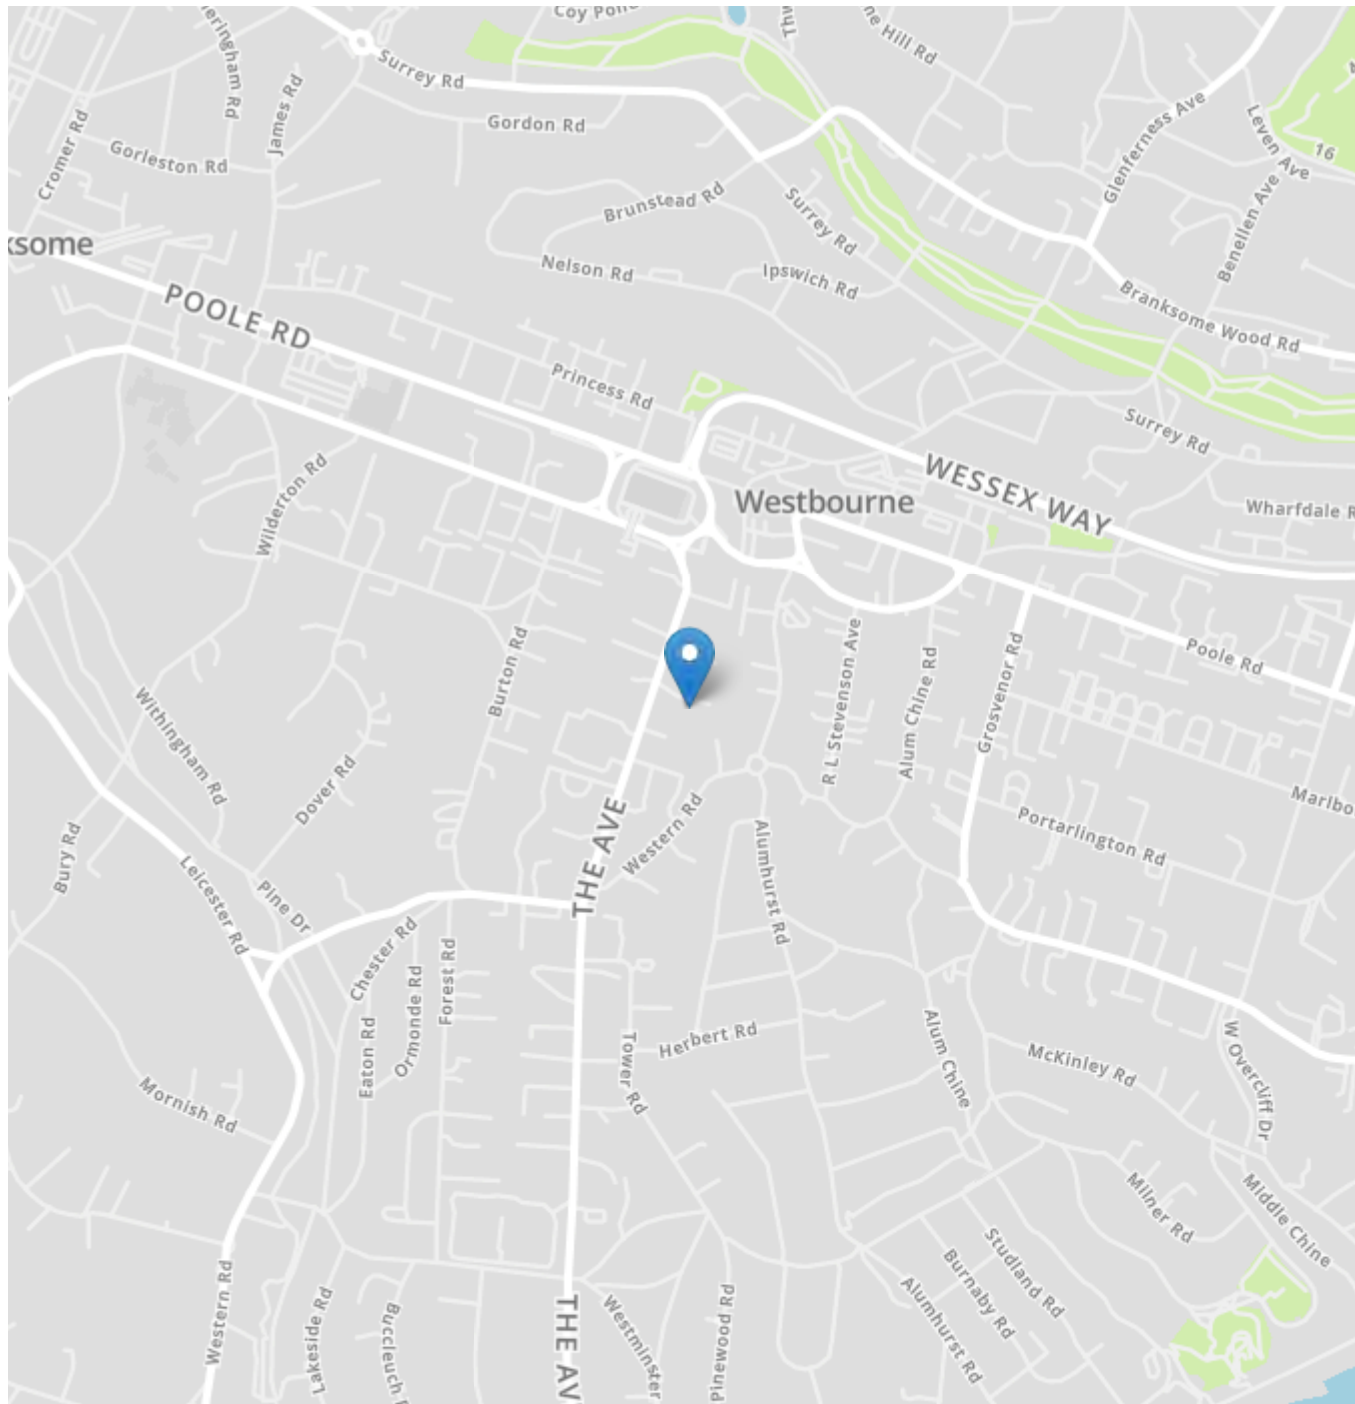 Coy Pond
ne Hill Rd
eringham Rd
Surrey Rd
James Rd
Gordon Rd
Glenferness Ave
Leven Ave
16
Cromer Rd
Gorleston Rd
Brunstead Rd
Surrey Rd
Benellen Ave
ksome
Nelson Rd
Ipswich Rd
POOLE RD
Branksome Wood Rd
Princess Rd
Surrey Rd
WESSEX WAY
Westbourne
Wharfdale R
Wilderton Rd
Burton Rd
R L Stevenson Ave
Alum Chine Rd
Grosvenor Rd
Poole Rd
Withingham Rd
Dover Rd
THE AVE
Western Rd
Marlbo
Portarlington Rd
Bury Rd
Leicester Rd
Pine Dr
Alumhurst Rd
Chester Rd
Forest Rd
Ormonde Rd
Eaton Rd
Tower Rd
Herbert Rd
Alum Chine
McKinley Rd
W Overcliff Dr
Mornish Rd
Milner Rd
Middle Chine
Studland Rd
Burnaby Rd
Alumhurst Rd
Western Rd
Lakeside Rd
Buccleuch
THE AV
Westminster
Pinewood Rd